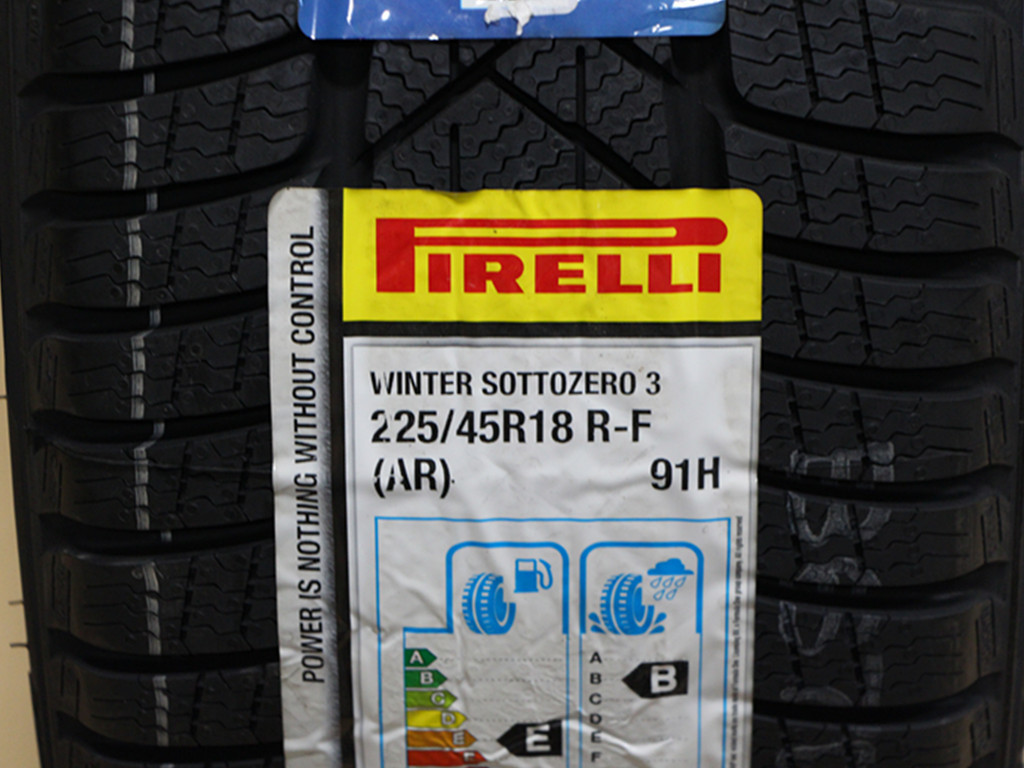 PIRELLI
POWER IS NOTHING WITHOUT CONTROL
WINTER SOTTOZERO 3
225/45R18 R-F
(AR)
91H
A
B
C
D
E
F
E
A
B
C
D
E
F
B